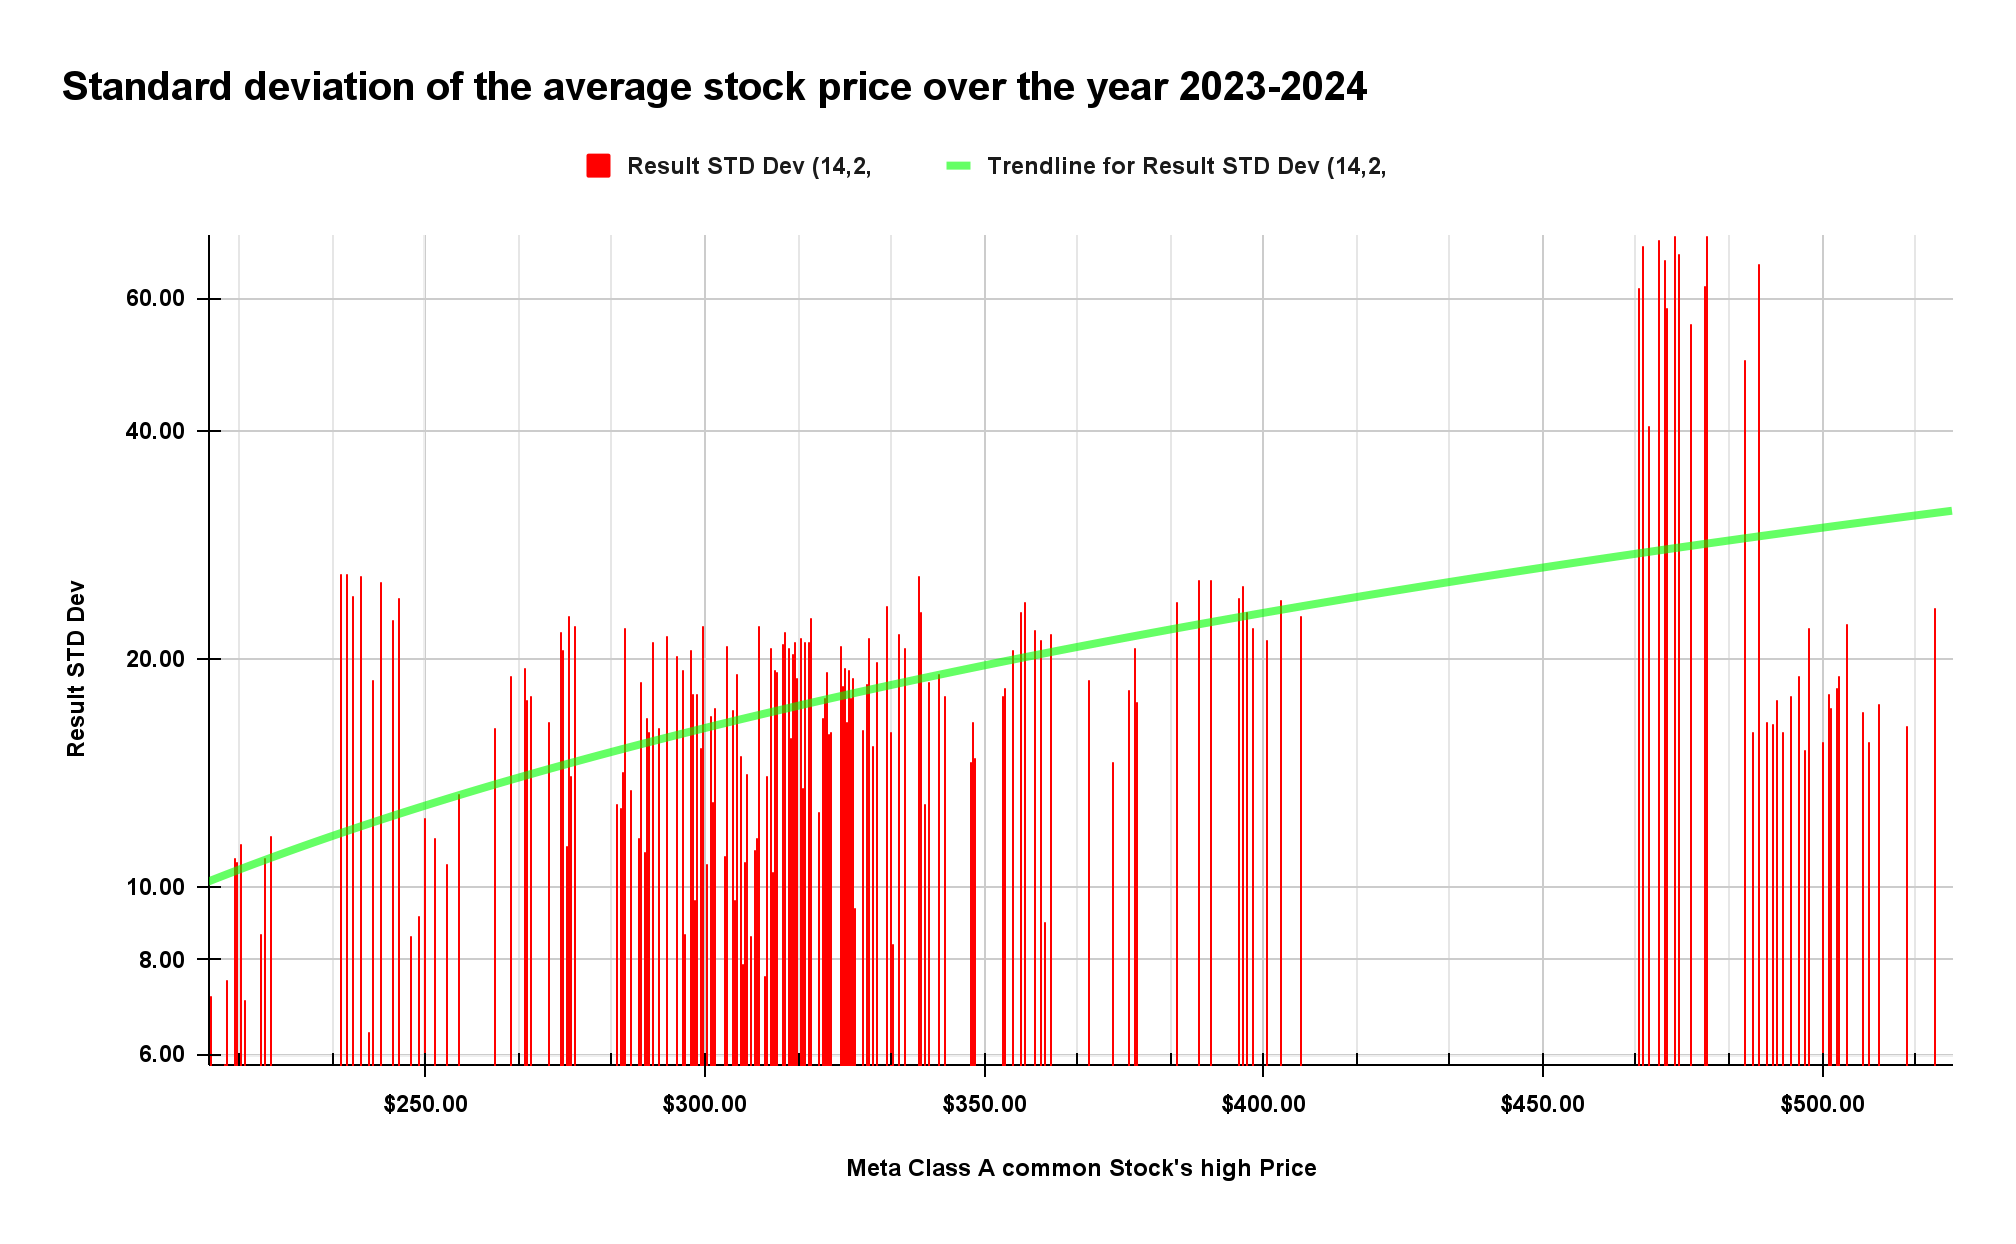 Standard deviation of the average stock price over the year 2023-2024
Result STD Dev (14,2,
Trendline for Result STD Dev (14,2,
Result STD Dev
60.00
40.00
20.00
10.00
8.00
6.00
$250.00
$300.00
$350.00
$400.00
$450.00
$500.00
Meta Class A common Stock's high Price